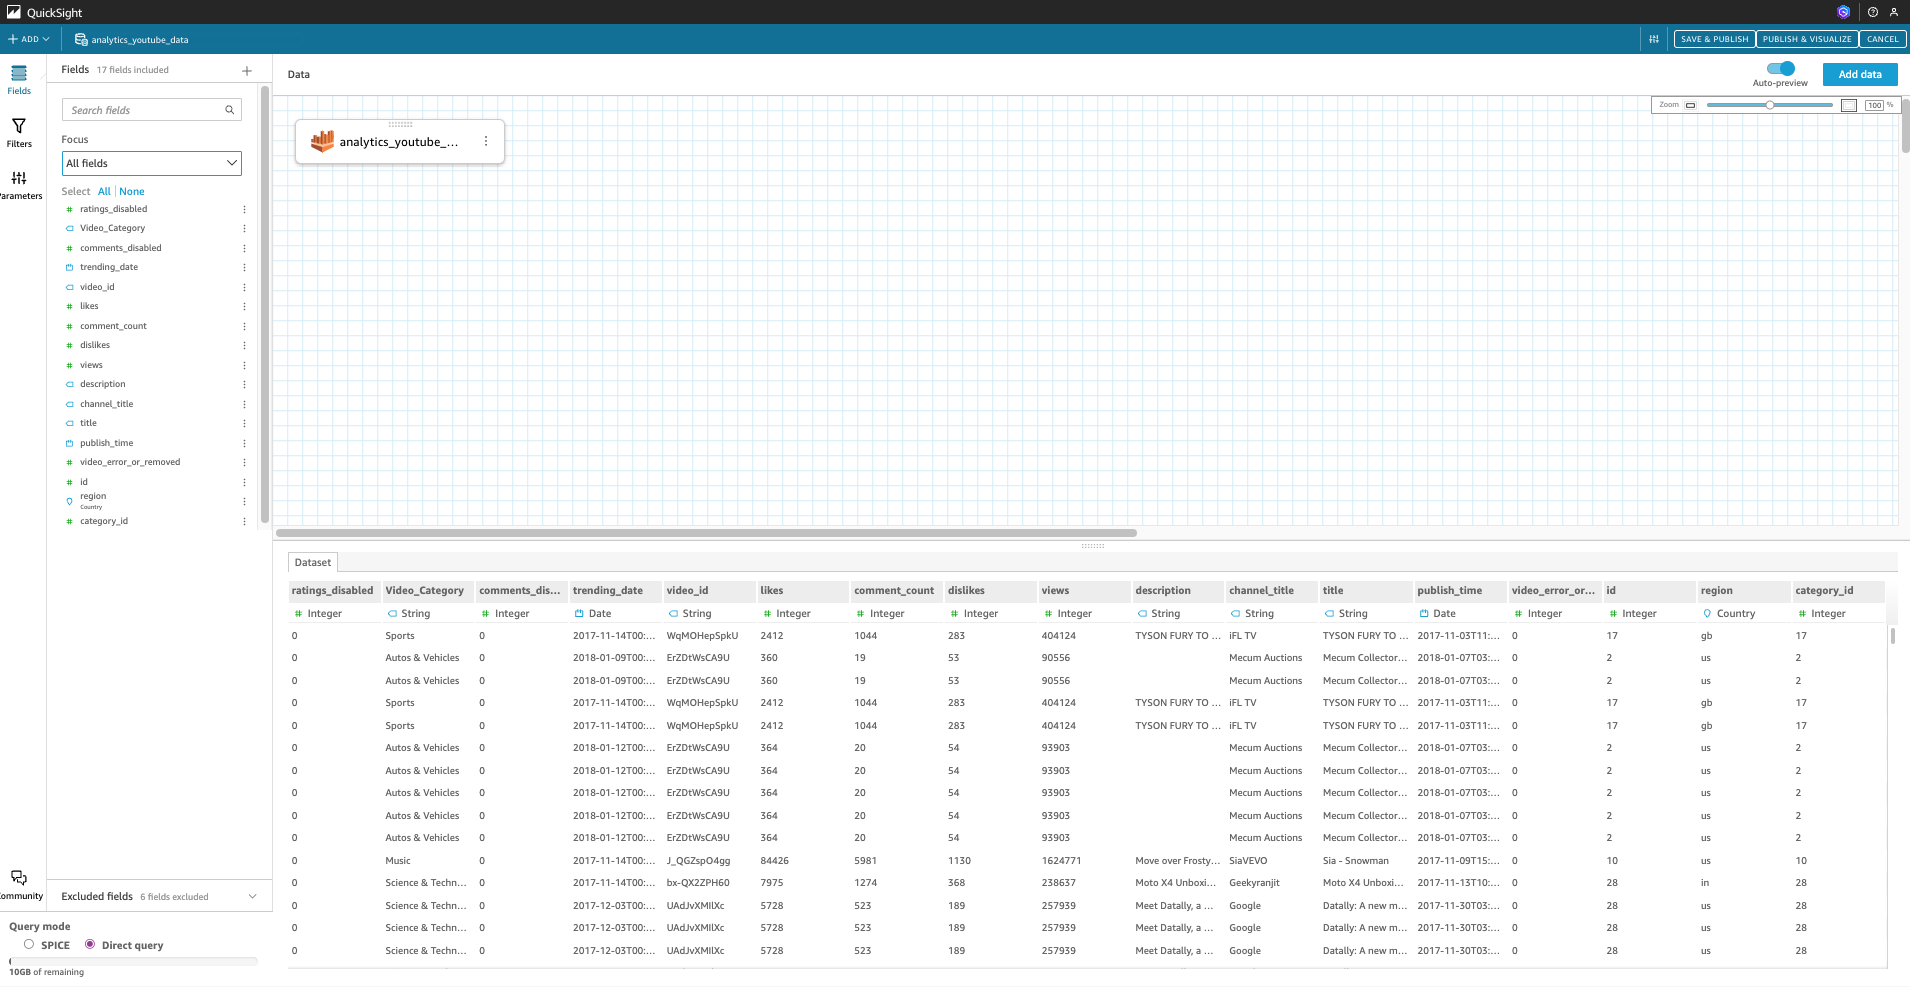 QuickSight
ADD
analytics_youtube_data
SAVE & PUBLISH
PUBLISH & VISUALIZE
CANCEL
Fields
Filters
Parameters
Community
Fields 17 fields included
Search fields
Focus
All fields
Select All None
ratings_disabled
Video_Category
comments_disabled
trending_date
video_id
likes
comment_count
dislikes
views
description
channel_title
title
publish_time
video_error_or_removed
id
region
Country
category_id
Excluded fields 6 fields excluded
Query mode
SPICE Direct query
10GB of remaining
Data
Auto-preview
Add data
Zoom 100 %
analytics_youtube_...
Dataset
ratings_disabled Video_Category comments_dis... trending_date video_id likes comment_count dislikes views description channel_title title publish_time video_error_or... id region category_id
Integer String Integer Date String Integer Integer Integer Integer String String String Date Integer Integer Country Integer
0 Sports 0 2017-11-14T00:... WqMOHepSpkU 2412 1044 283 404124 TYSON FURY TO ... iFL TV TYSON FURY TO ... 2017-11-03T11:... 0 17 gb 17
0 Autos & Vehicles 0 2018-01-09T00:... ErZDtWsCA9U 360 19 53 90556 Mecum Auctions Mecum Collector... 2018-01-07T03:... 0 2 us 2
0 Autos & Vehicles 0 2018-01-09T00:... ErZDtWsCA9U 360 19 53 90556 Mecum Auctions Mecum Collector... 2018-01-07T03:... 0 2 us 2
0 Sports 0 2017-11-14T00:... WqMOHepSpkU 2412 1044 283 404124 TYSON FURY TO ... iFL TV TYSON FURY TO ... 2017-11-03T11:... 0 17 gb 17
0 Sports 0 2017-11-14T00:... WqMOHepSpkU 2412 1044 283 404124 TYSON FURY TO ... iFL TV TYSON FURY TO ... 2017-11-03T11:... 0 17 gb 17
0 Autos & Vehicles 0 2018-01-12T00:... ErZDtWsCA9U 364 20 54 93903 Mecum Auctions Mecum Collector... 2018-01-07T03:... 0 2 us 2
0 Autos & Vehicles 0 2018-01-12T00:... ErZDtWsCA9U 364 20 54 93903 Mecum Auctions Mecum Collector... 2018-01-07T03:... 0 2 us 2
0 Autos & Vehicles 0 2018-01-12T00:... ErZDtWsCA9U 364 20 54 93903 Mecum Auctions Mecum Collector... 2018-01-07T03:... 0 2 us 2
0 Autos & Vehicles 0 2018-01-12T00:... ErZDtWsCA9U 364 20 54 93903 Mecum Auctions Mecum Collector... 2018-01-07T03:... 0 2 us 2
0 Autos & Vehicles 0 2018-01-12T00:... ErZDtWsCA9U 364 20 54 93903 Mecum Auctions Mecum Collector... 2018-01-07T03:... 0 2 us 2
0 Music 0 2017-11-14T00:... J_QGZspO4gg 84426 5981 1130 1624771 Move over Frosty... SiaVEVO Sia - Snowman 2017-11-09T15:... 0 10 us 10
0 Science & Techn... 0 2017-11-14T00:... bx-QX2ZPH60 7975 1274 368 238637 Moto X4 Unboxi... Geekyranjit Moto X4 Unboxi... 2017-11-13T10:... 0 28 in 28
0 Science & Techn... 0 2017-12-03T00:... UAdJvXMIlXc 5728 523 189 257939 Meet Datally, a ... Google Datally: A new m... 2017-11-30T03:... 0 28 us 28
0 Science & Techn... 0 2017-12-03T00:... UAdJvXMIlXc 5728 523 189 257939 Meet Datally, a ... Google Datally: A new m... 2017-11-30T03:... 0 28 us 28
0 Science & Techn... 0 2017-12-03T00:... UAdJvXMIlXc 5728 523 189 257939 Meet Datally, a ... Google Datally: A new m... 2017-11-30T03:... 0 28 us 28